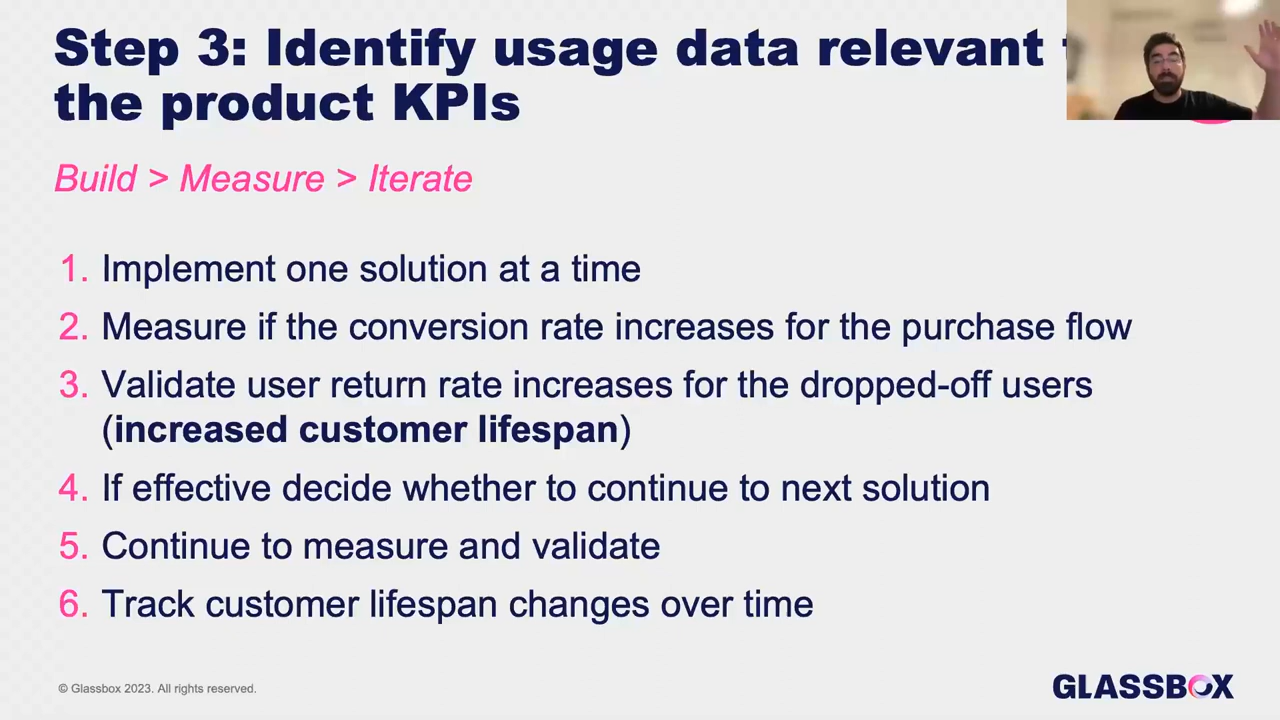 Step 3: Identify usage data relevant
the product KPIs
Build > Measure > Iterate
1. Implement one solution at a time
2. Measure if the conversion rate increases for the purchase flow
3. Validate user return rate increases for the dropped-off users
(increased customer lifespan)
4. If effective decide whether to continue to next solution
5. Continue to measure and validate
6. Track customer lifespan changes over time
© Glassbox 2023. All rights reserved.
GLASSBOX